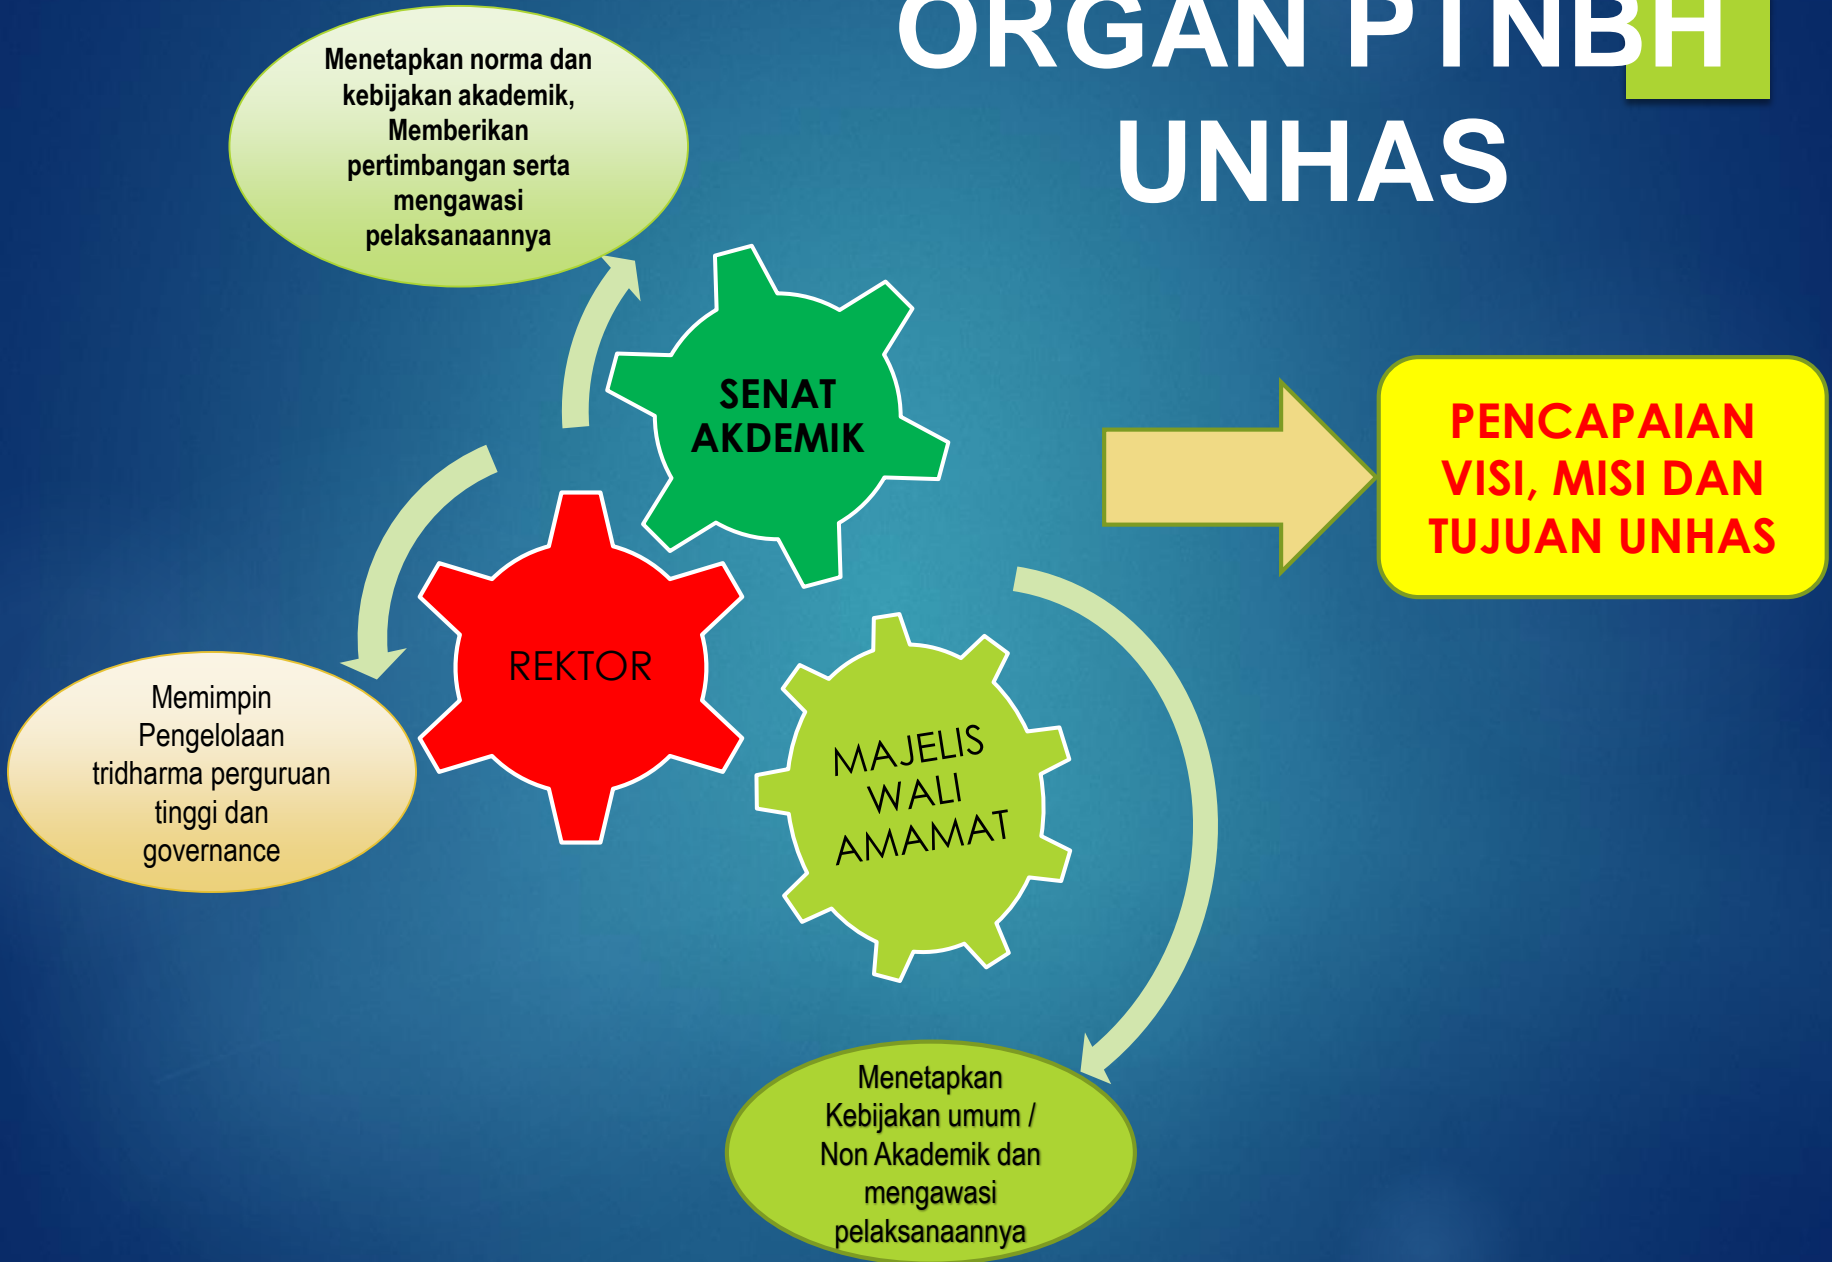 ORGAN PTNBH
UNHAS
Menetapkan norma dan
kebijakan akademik,
Memberikan
pertimbangan serta
mengawasi
pelaksanaannya
SENAT
AKDEMIK
PENCAPAIAN
VISI, MISI DAN
TUJUAN UNHAS
REKTOR
Memimpin
Pengelolaan
tridharma perguruan
tinggi dan
governance
MAJELIS
WALI
AMAMAT
Menetapkan
Kebijakan umum /
Non Akademik dan
mengawasi
pelaksanaannya